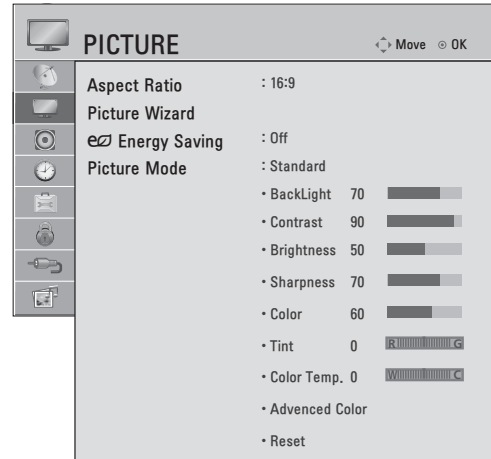 PICTURE Move OK
Aspect Ratio : 16:9
Picture Wizard
Energy Saving : Off
Picture Mode : Standard
• BackLight 70
• Contrast 90
• Brightness 50
• Sharpness 70
• Color 60
• Tint 0 R G
• Color Temp. 0 W C
• Advanced Color
• Reset